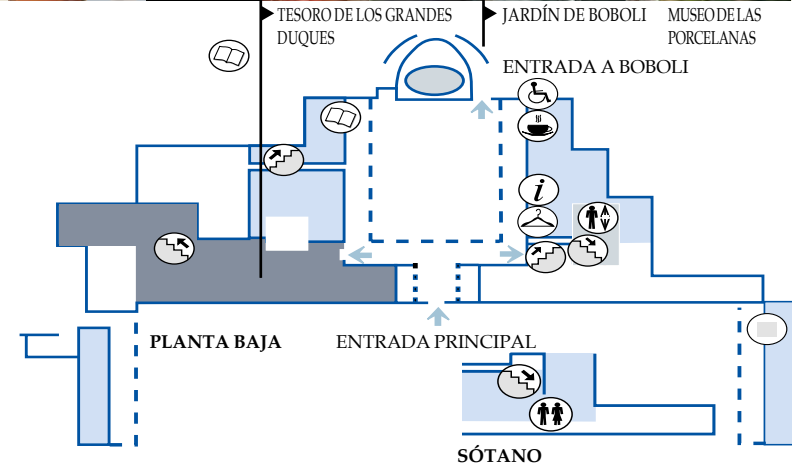 TESORO DE LOS GRANDES
DUQUES
JARDÍN DE BOBOLI
MUSEO DE LAS
PORCELANAS
ENTRADA A BOBOLI
i
PLANTA BAJA
ENTRADA PRINCIPAL
SÓTANO